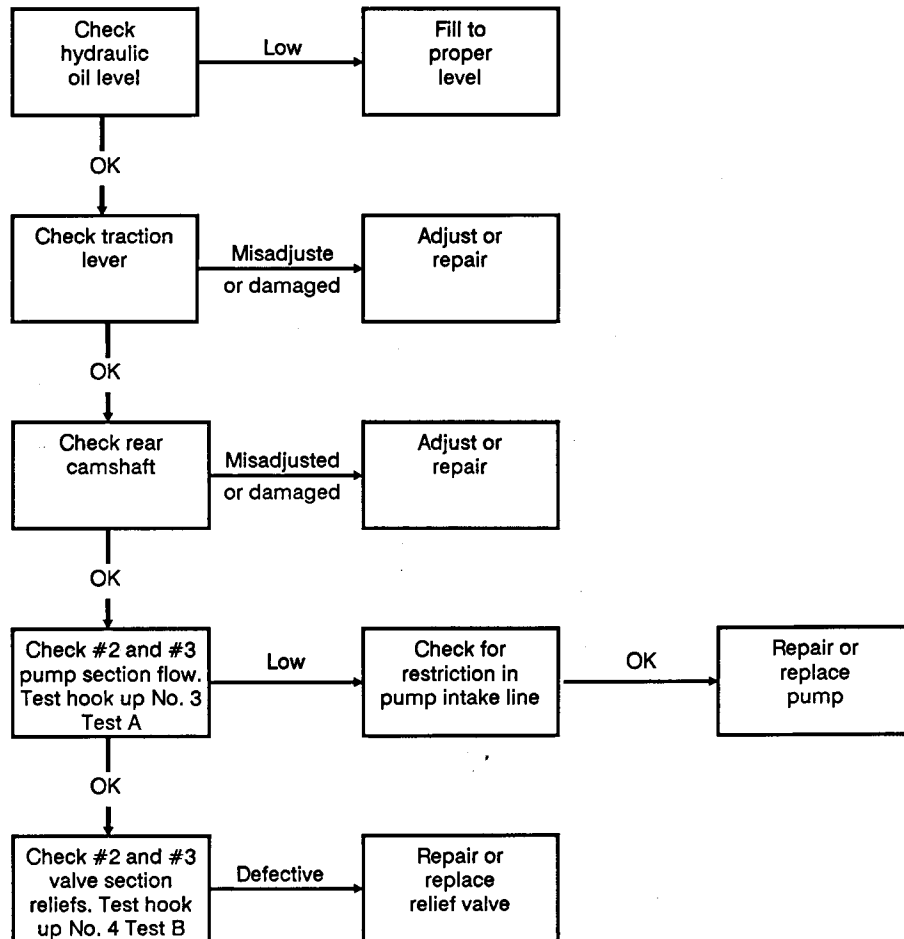 Check
hydraulic
oil level
Low
Fill to
proper
level
OK
Check traction
lever
Misadjuste
or damaged
Adjust or
repair
OK
Check rear
camshaft
Misadjusted
or damaged
Adjust or
repair
OK
Check #2 and #3
pump section flow.
Test hook up No. 3
Test A
Low
Check for
restriction in
pump intake line
OK
Repair or
replace
pump
OK
Check #2 and #3
valve section
reliefs. Test hook
up No. 4 Test B
Defective
Repair or
replace
relief valve